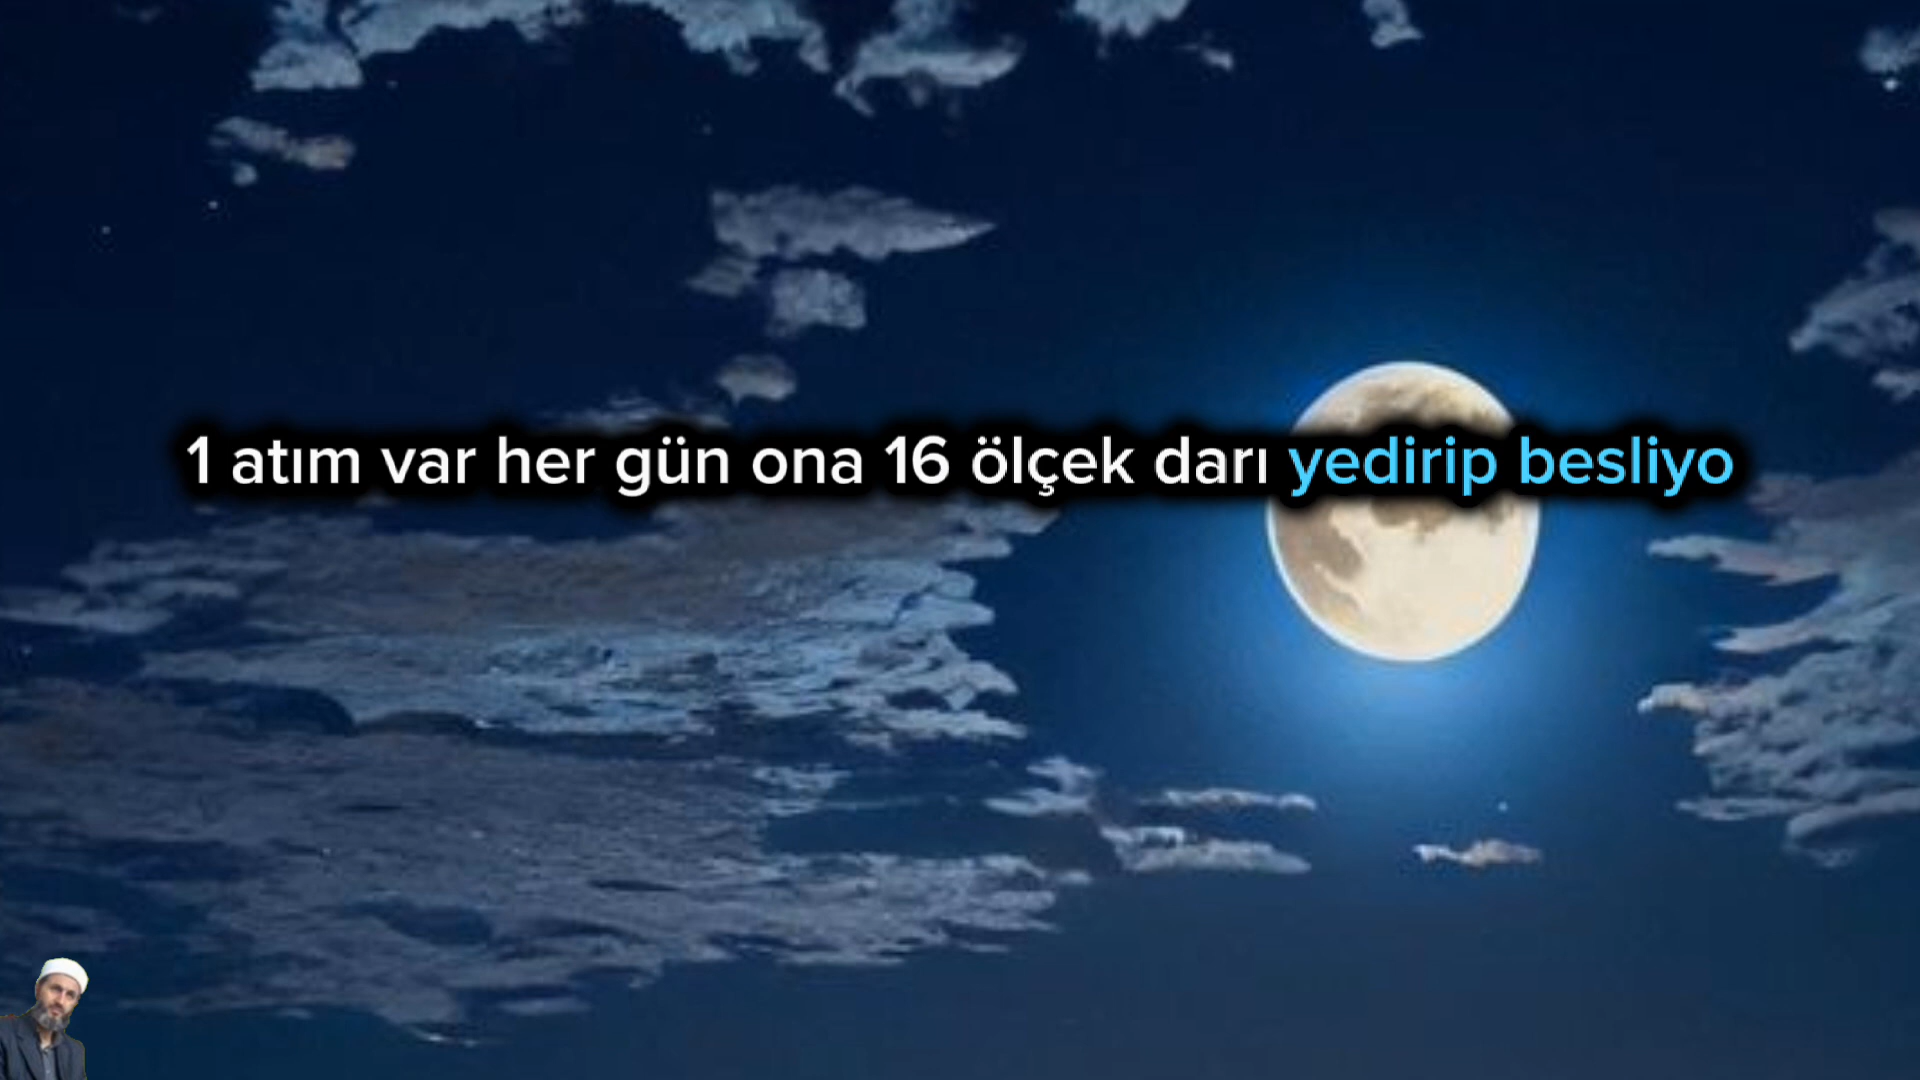 1 atım var her gün ona 16 ölçek darı yedirip besliyo